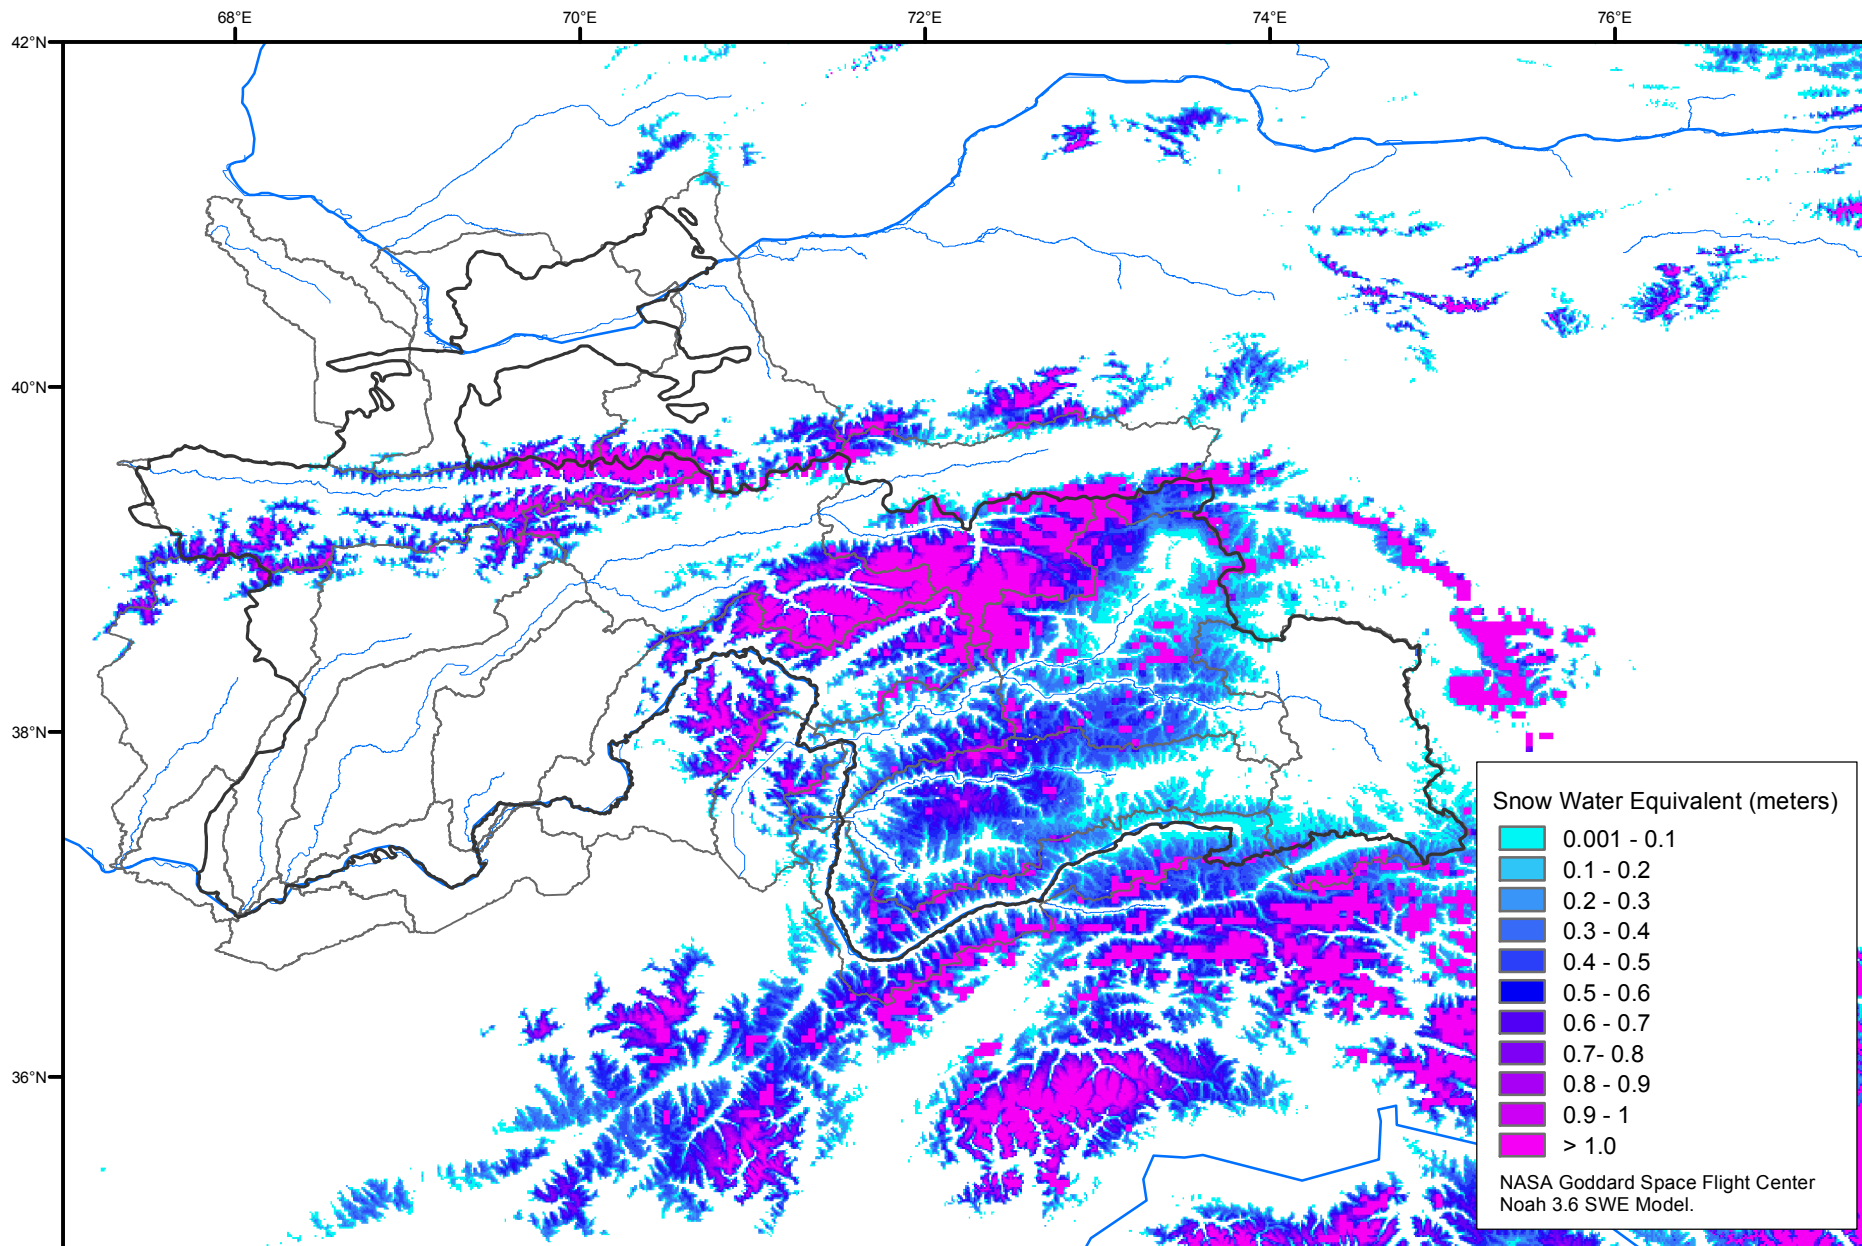 68°E 70°E 72°E 74°E 76°E
42°N
40°N
38°N
36°N
Snow Water Equivalent (meters)
0.001 - 0.1
0.1 - 0.2
0.2 - 0.3
0.3 - 0.4
0.4 - 0.5
0.5 - 0.6
0.6 - 0.7
0.7- 0.8
0.8 - 0.9
0.9 - 1
> 1.0
NASA Goddard Space Flight Center
Noah 3.6 SWE Model.